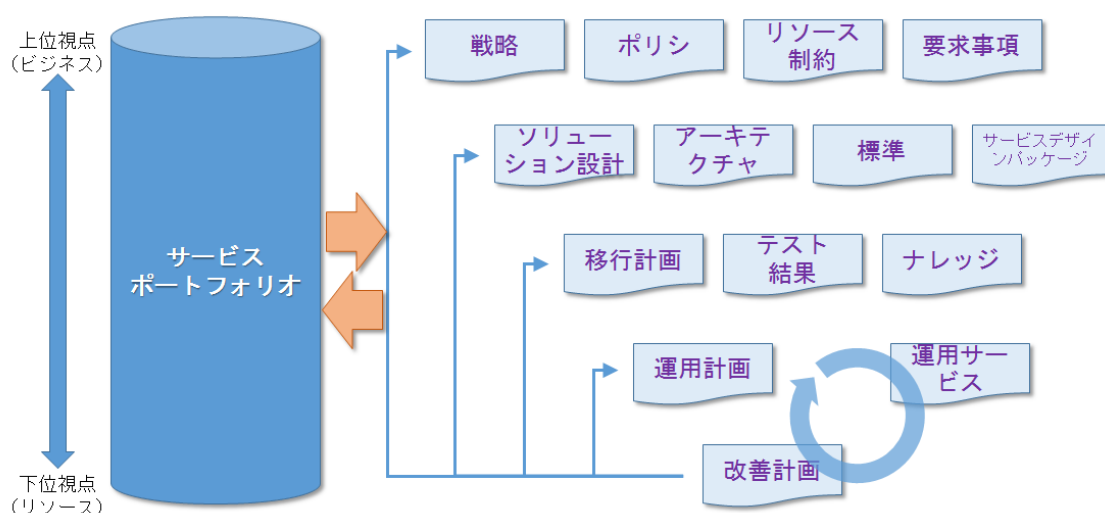 上位視点
(ビジネス)
戦略
ポリシ
リソース
制約
要求事項
ソリュー
ション設計
アーキテ
クチャ
標準
サービスデザイ
ンパッケージ
サービス
ポートフォリオ
移行計画
テスト
結果
ナレッジ
運用計画
運用サー
ビス
改善計画
下位視点
(リソース)